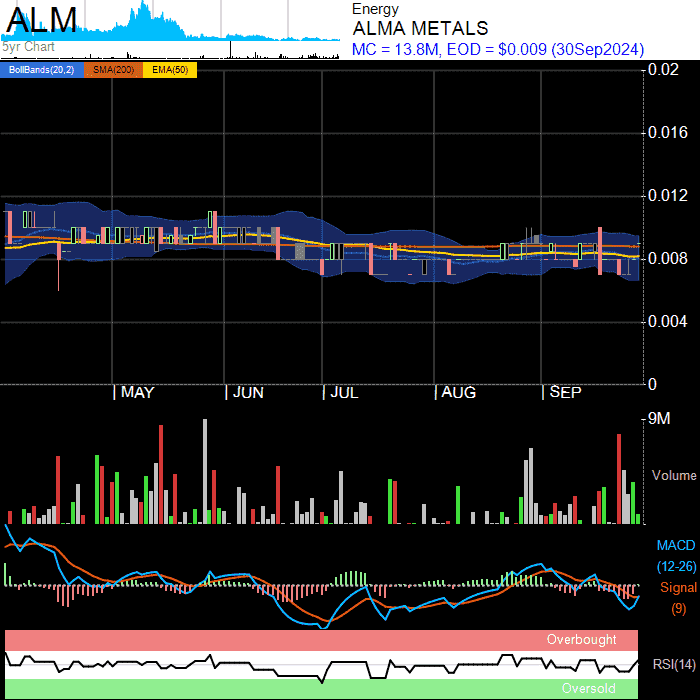 ALM
5yr Chart
Energy
ALMA METALS
MC = 13.8M, EOD = $0.009 (30Sep2024)
BollBands(20,2) SMA(200) EMA(50)
0.02
0.016
0.012
0.008
0.004
0
MAY JUN JUL AUG SEP
9M
Volume
MACD
(12-26)
Signal
(9)
Overbought
RSI(14)
Oversold